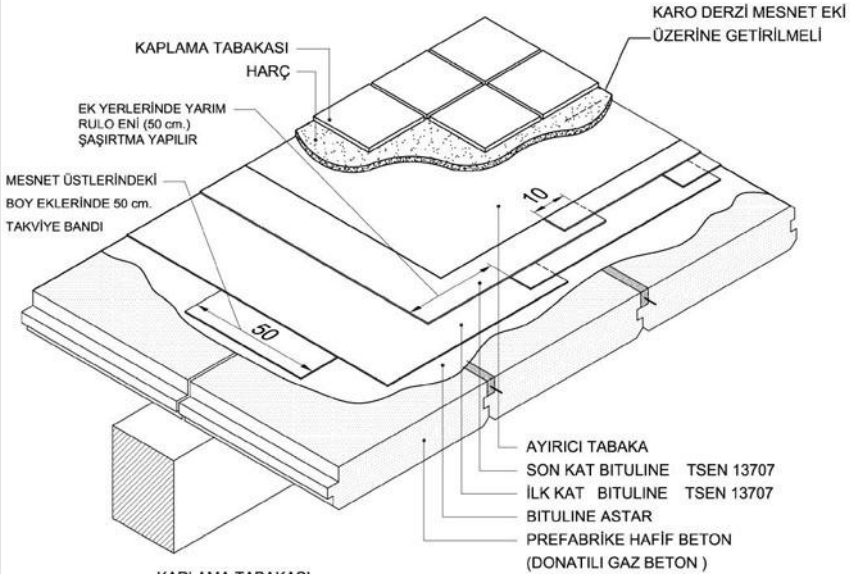 KARO DERZİ MESNET EKİ
ÜZERİNE GETİRİLMELİ
KAPLAMA TABAKASI
HARÇ
EK YERLERİNDE YARIM
RULO ENİ (50 cm.)
ŞAŞIRTMA YAPILIR
MESNET ÜSTLERİNDEKİ
BOY EKLERİNDE 50 cm.
TAKVİYE BANDI
10
50
AYIRICI TABAKA
SON KAT BITULINE TSEN 13707
İLK KAT BITULINE TSEN 13707
BITULINE ASTAR
PREFABRİKE HAFİF BETON
(DONATILI GAZ BETON )
KAPLAMA TABAKASI